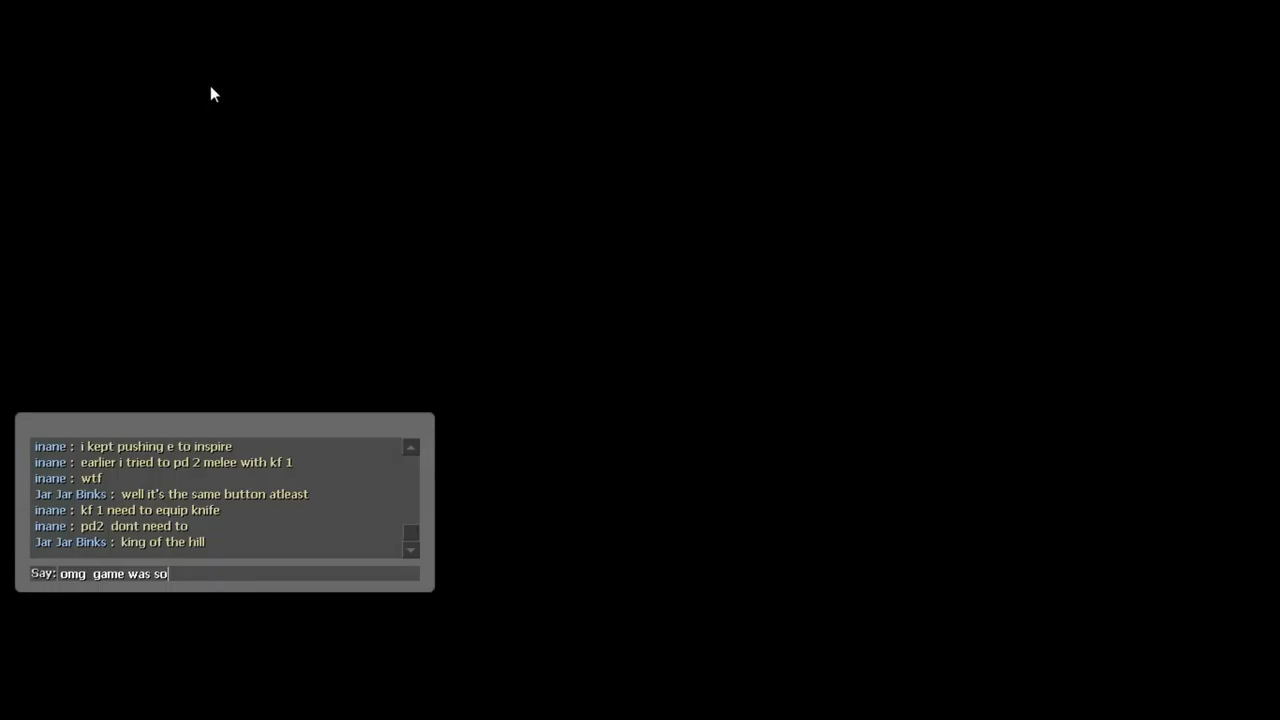 inane : i kept pushing e to inspire
inane : earlier i tried to pd 2 melee with kf 1
inane : wtf
Jar Jar Binks : well it's the same button atleast
inane : kf 1 need to equip knife
inane : pd2 dont need to
Jar Jar Binks : king of the hill
Say: omg game was so